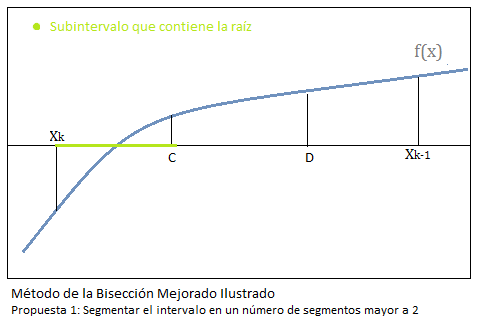 Subintervalo que contiene la raíz
f(x)
Xk
C
D
Xk-1
Método de la Bisección Mejorado Ilustrado
Propuesta 1: Segmentar el intervalo en un número de segmentos mayor a 2